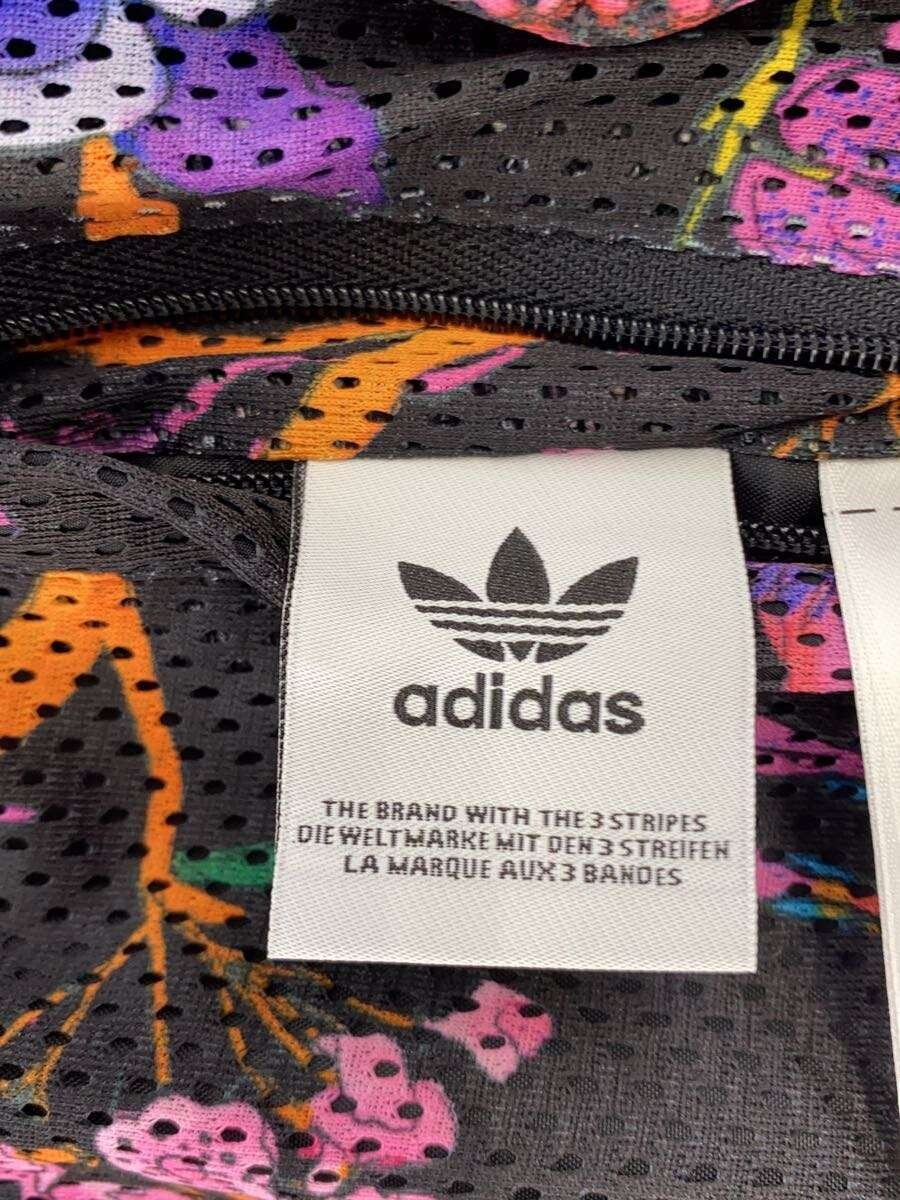 adidas
THE BRAND WITH THE 3 STRIPES
DIE WELTMARKE MIT DEN 3 STREIFEN
LA MARQUE AUX 3 BANDES